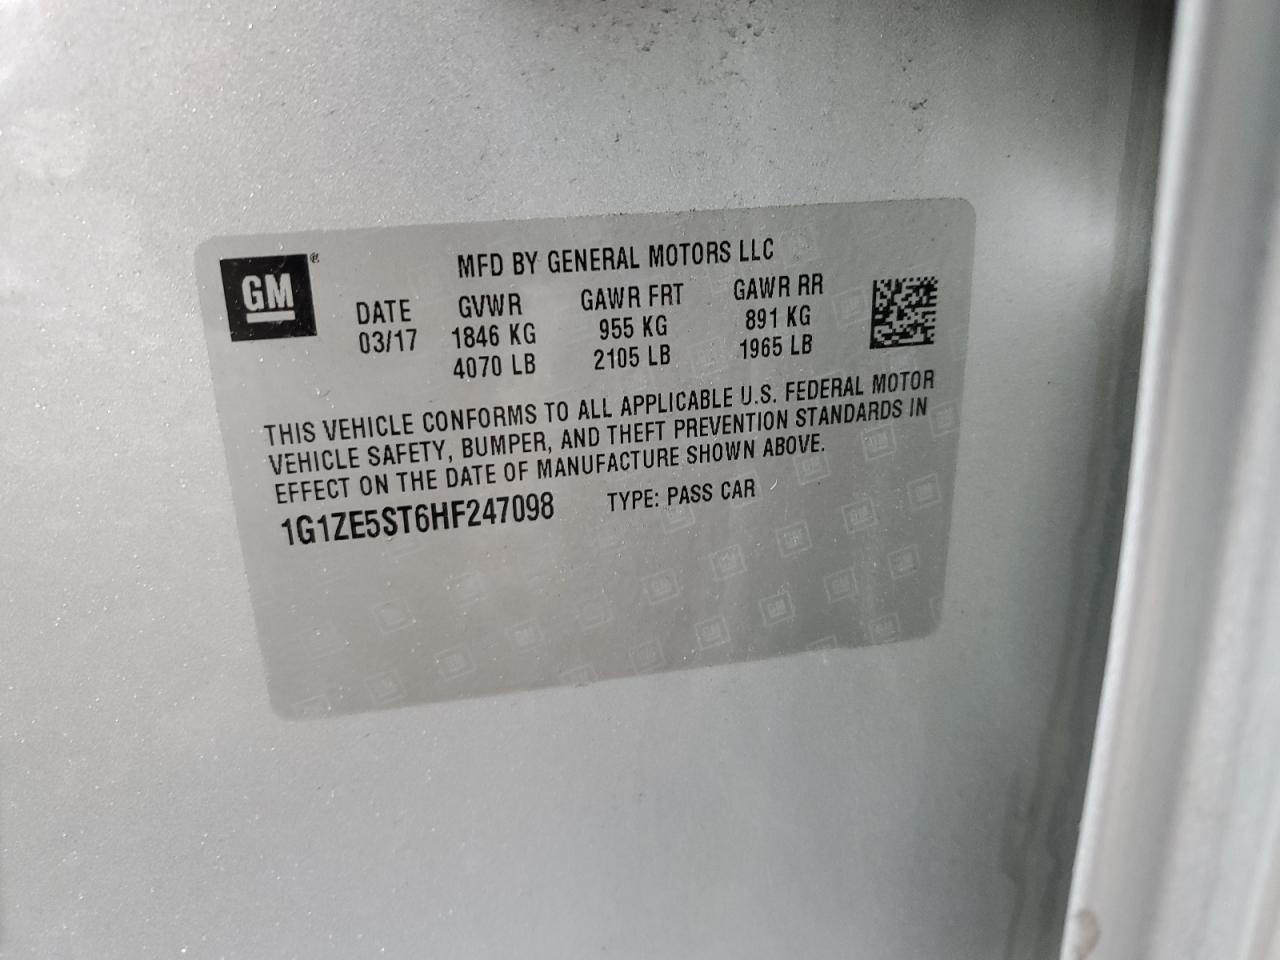 GM®
MFD BY GENERAL MOTORS LLC
DATE GVWR GAWR FRT GAWR RR
03/17 1846 KG 955 KG 891 KG
4070 LB 2105 LB 1965 LB
THIS VEHICLE CONFORMS TO ALL APPLICABLE U.S. FEDERAL MOTOR
VEHICLE SAFETY, BUMPER, AND THEFT PREVENTION STANDARDS IN
EFFECT ON THE DATE OF MANUFACTURE SHOWN ABOVE.
1G1ZE5ST6HF247098 TYPE: PASS CAR